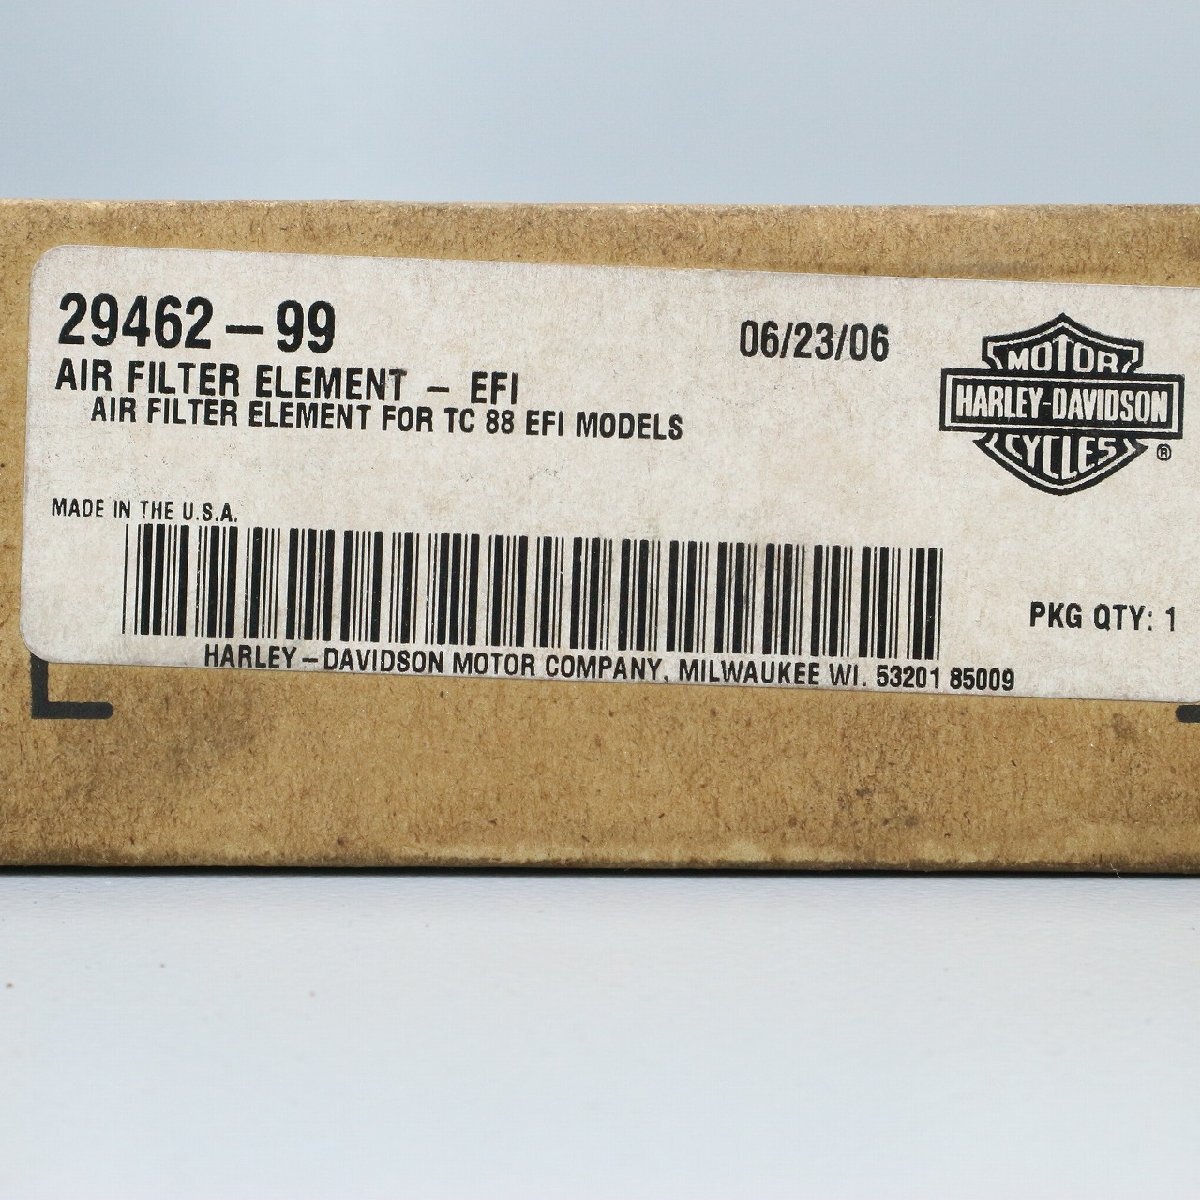 29462-99
06/23/06
AIR FILTER ELEMENT - EFI
AIR FILTER ELEMENT FOR TC 88 EFI MODELS
MOTOR
HARLEY-DAVIDSON
CYCLES
®
MADE IN THE U.S.A.
PKG QTY: 1
HARLEY-DAVIDSON MOTOR COMPANY. MILWAUKEE WI. 53201 85009